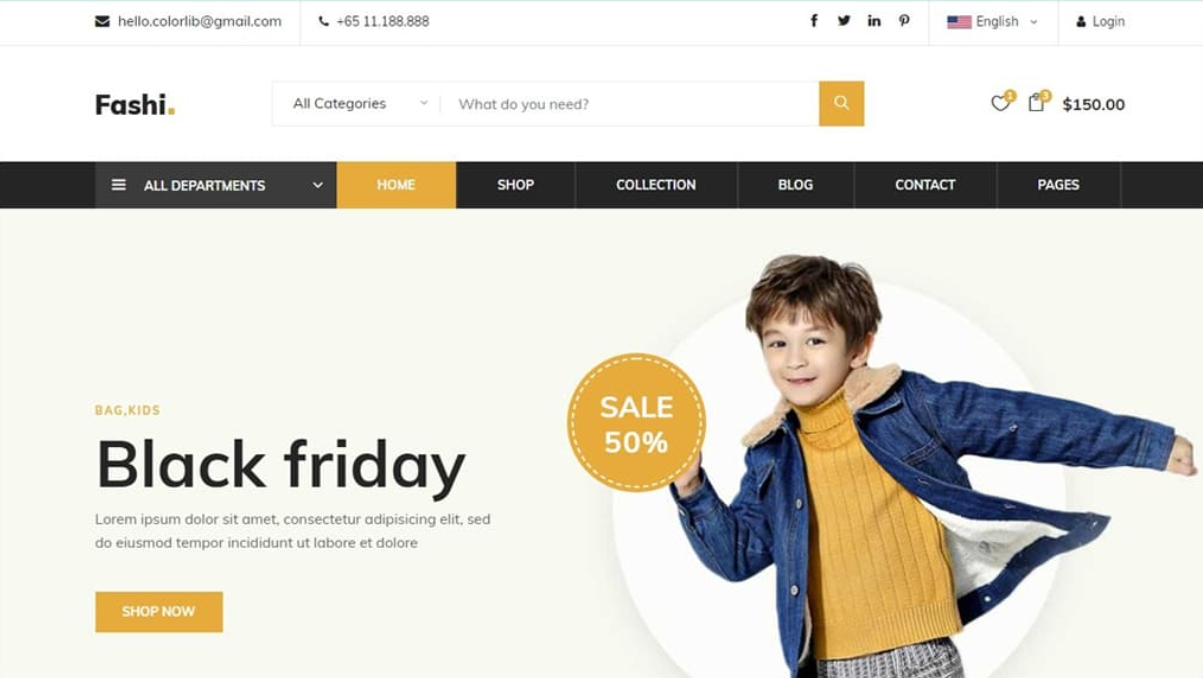 hello.colorlib@gmail.com
+65 11.188.888
English
Login
Fashi.
All Categories
What do you need?
1
3
$150.00
ALL DEPARTMENTS
HOME
SHOP
COLLECTION
BLOG
CONTACT
PAGES
BAG,KIDS
Black friday
Lorem ipsum dolor sit amet, consectetur adipisicing elit, sed
do eiusmod tempor incididunt ut labore et dolore
SHOP NOW
SALE
50%